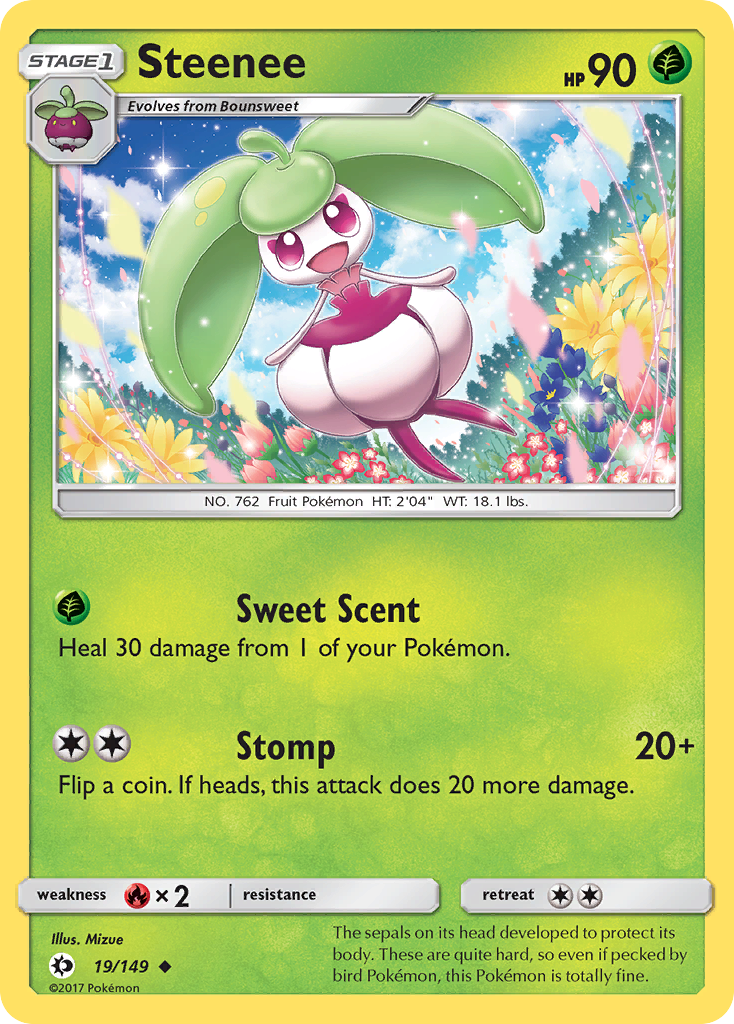 STAGE1
Steenee
HP 90
Evolves from Bounsweet
NO. 762 Fruit Pokémon HT: 2'04" WT: 18.1 lbs.
Sweet Scent
Heal 30 damage from 1 of your Pokémon.
Stomp 20+
Flip a coin. If heads, this attack does 20 more damage.
weakness ×2 resistance retreat
Illus. Mizue
19/149
©2017 Pokémon
The sepals on its head developed to protect its
body. These are quite hard, so even if pecked by
bird Pokémon, this Pokémon is totally fine.